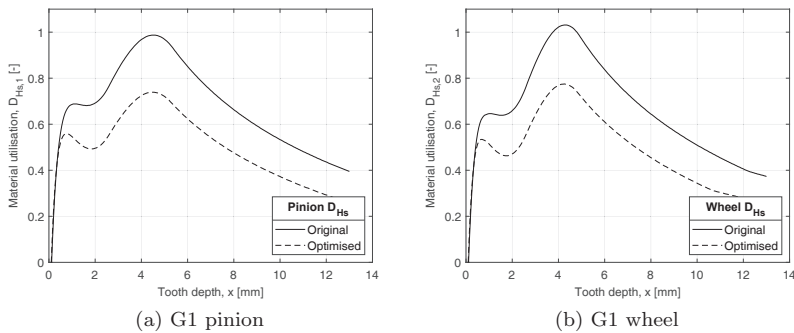 1
0.8
0.6
0.4
0.2
0
Material utilisation, D_Hs,1 [-]
0 2 4 6 8 10 12 14
Tooth depth, x [mm]
Pinion D_Hs
Original
Optimised
(a) G1 pinion
1
0.8
0.6
0.4
0.2
0
Material utilisation, D_Hs,2 [-]
0 2 4 6 8 10 12 14
Tooth depth, x [mm]
Wheel D_Hs
Original
Optimised
(b) G1 wheel